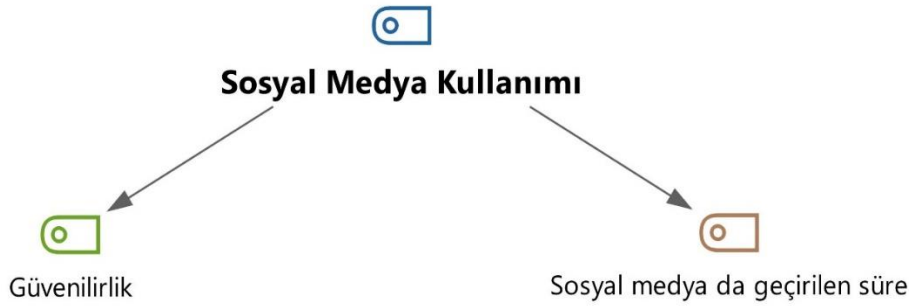 Sosyal Medya Kullanımı
Güvenilirlik
Sosyal medya da geçirilen süre